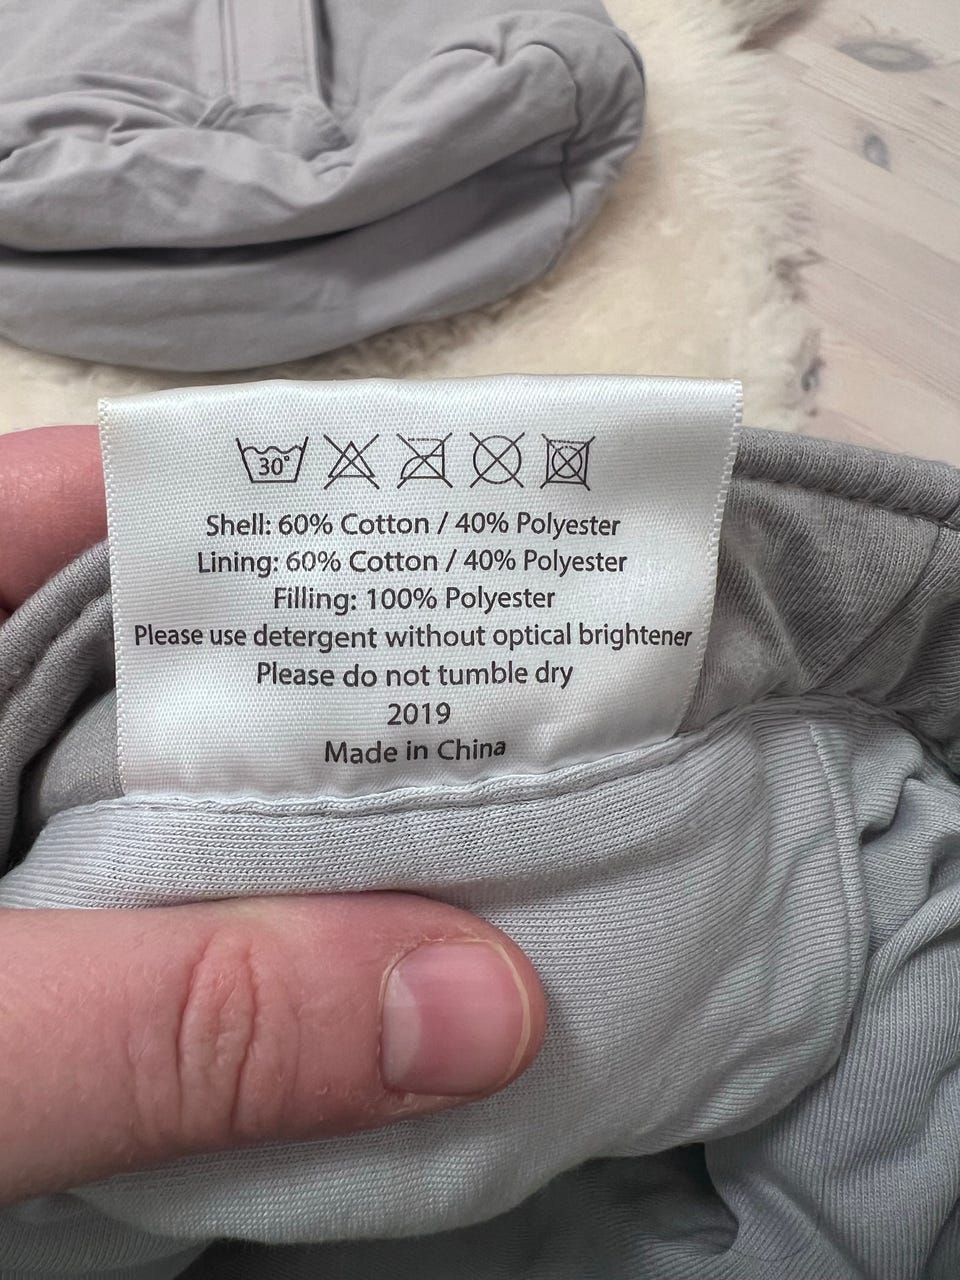 30°
Shell: 60% Cotton / 40% Polyester
Lining: 60% Cotton / 40% Polyester
Filling: 100% Polyester
Please use detergent without optical brightener
Please do not tumble dry
2019
Made in China